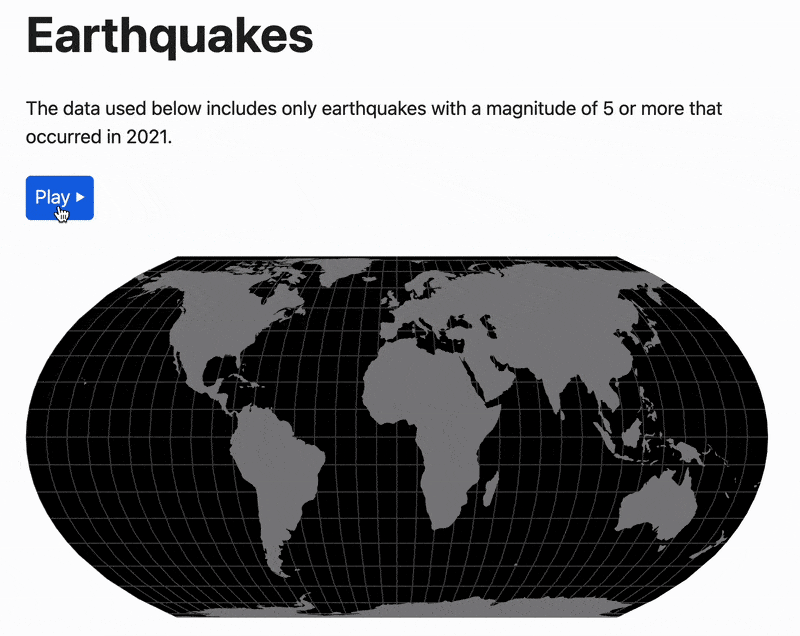 Earthquakes
The data used below includes only earthquakes with a magnitude of 5 or more that
occurred in 2021.
Play